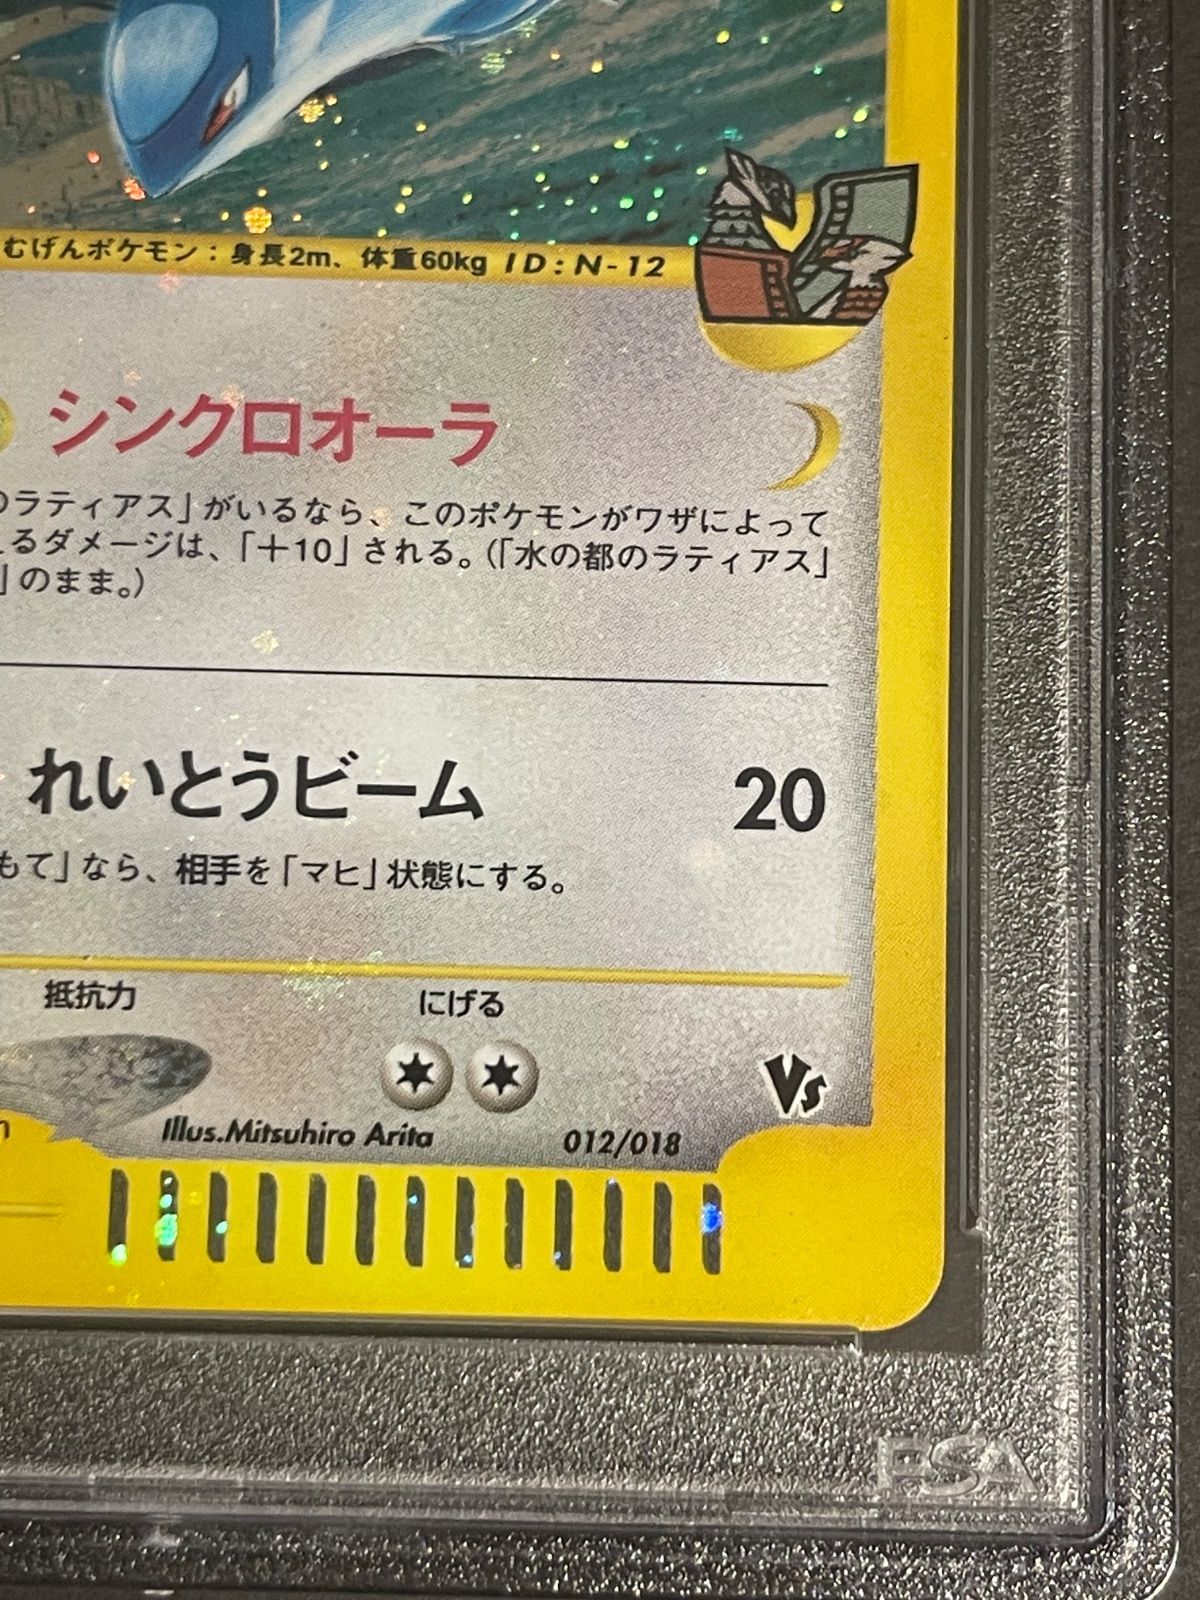 むげんポケモン：身長2m、体重60kg ID:N-12
シンクロオーラ
のラティアス」がいるなら、このポケモンがワザによって
えるダメージは、「＋10」される。（「水の都のラティアス」
」のまま。）
れいとうビーム 20
もて」なら、相手を「マヒ」状態にする。
抵抗力 にげる
Vs
Illus.Mitsuhiro Arita 012/018
PSA